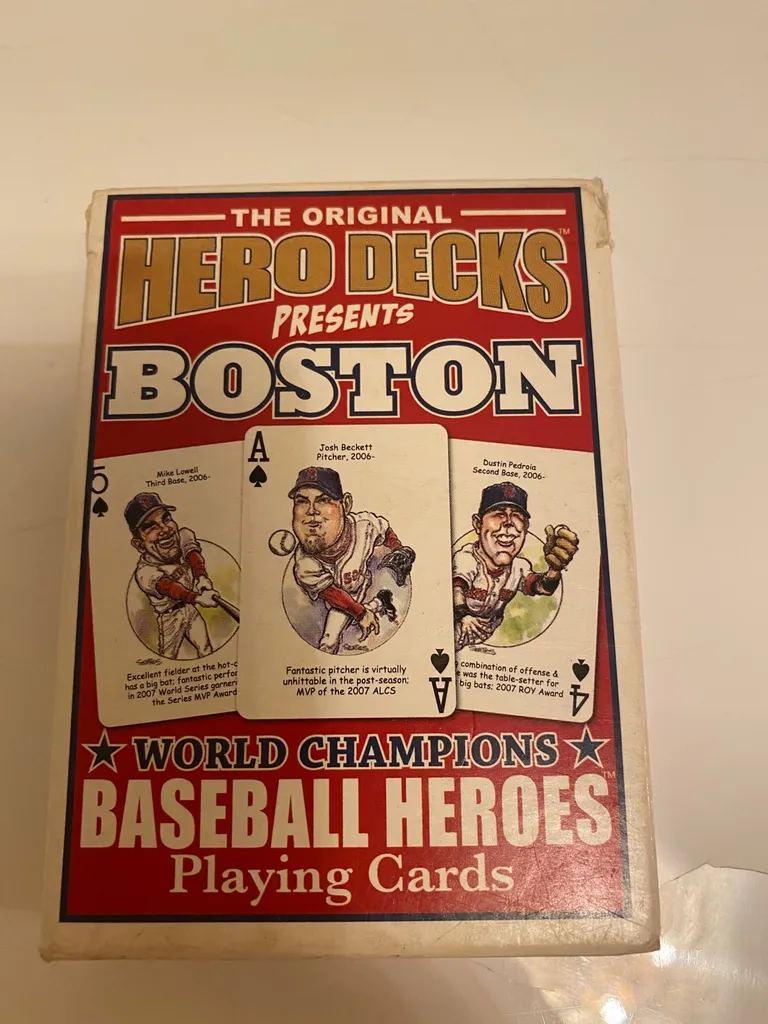 THE ORIGINAL
HERO DECKS™
PRESENTS
BOSTON
10
Mike Lowell
Third Base, 2006-
Excellent fielder at the hot-c
has a big bat; fantastic perfor
in 2007 World Series garner
the Series MVP Award
A
Josh Beckett
Pitcher, 2006-
Fantastic pitcher is virtually
unhittable in the post-season;
MVP of the 2007 ALCS
A
Dustin Pedroia
Second Base, 2006-
combination of offense &
was the table-setter for
big bats; 2007 ROY Award
4
WORLD CHAMPIONS
BASEBALL HEROES™
Playing Cards